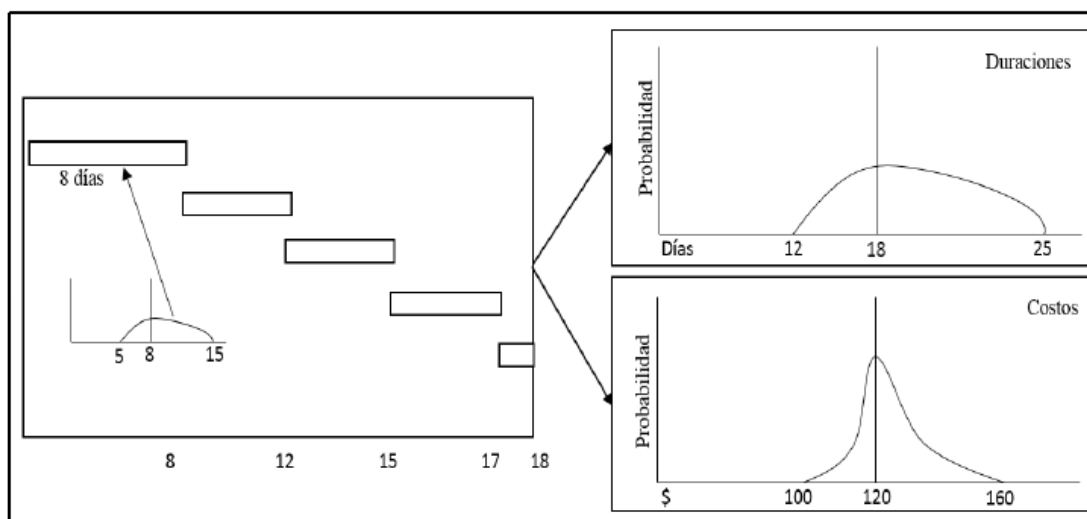 8 días
5 8 15
8 12 15 17 18
Duraciones
Probabilidad
Días 12 18 25
Costos
Probabilidad
$ 100 120 160